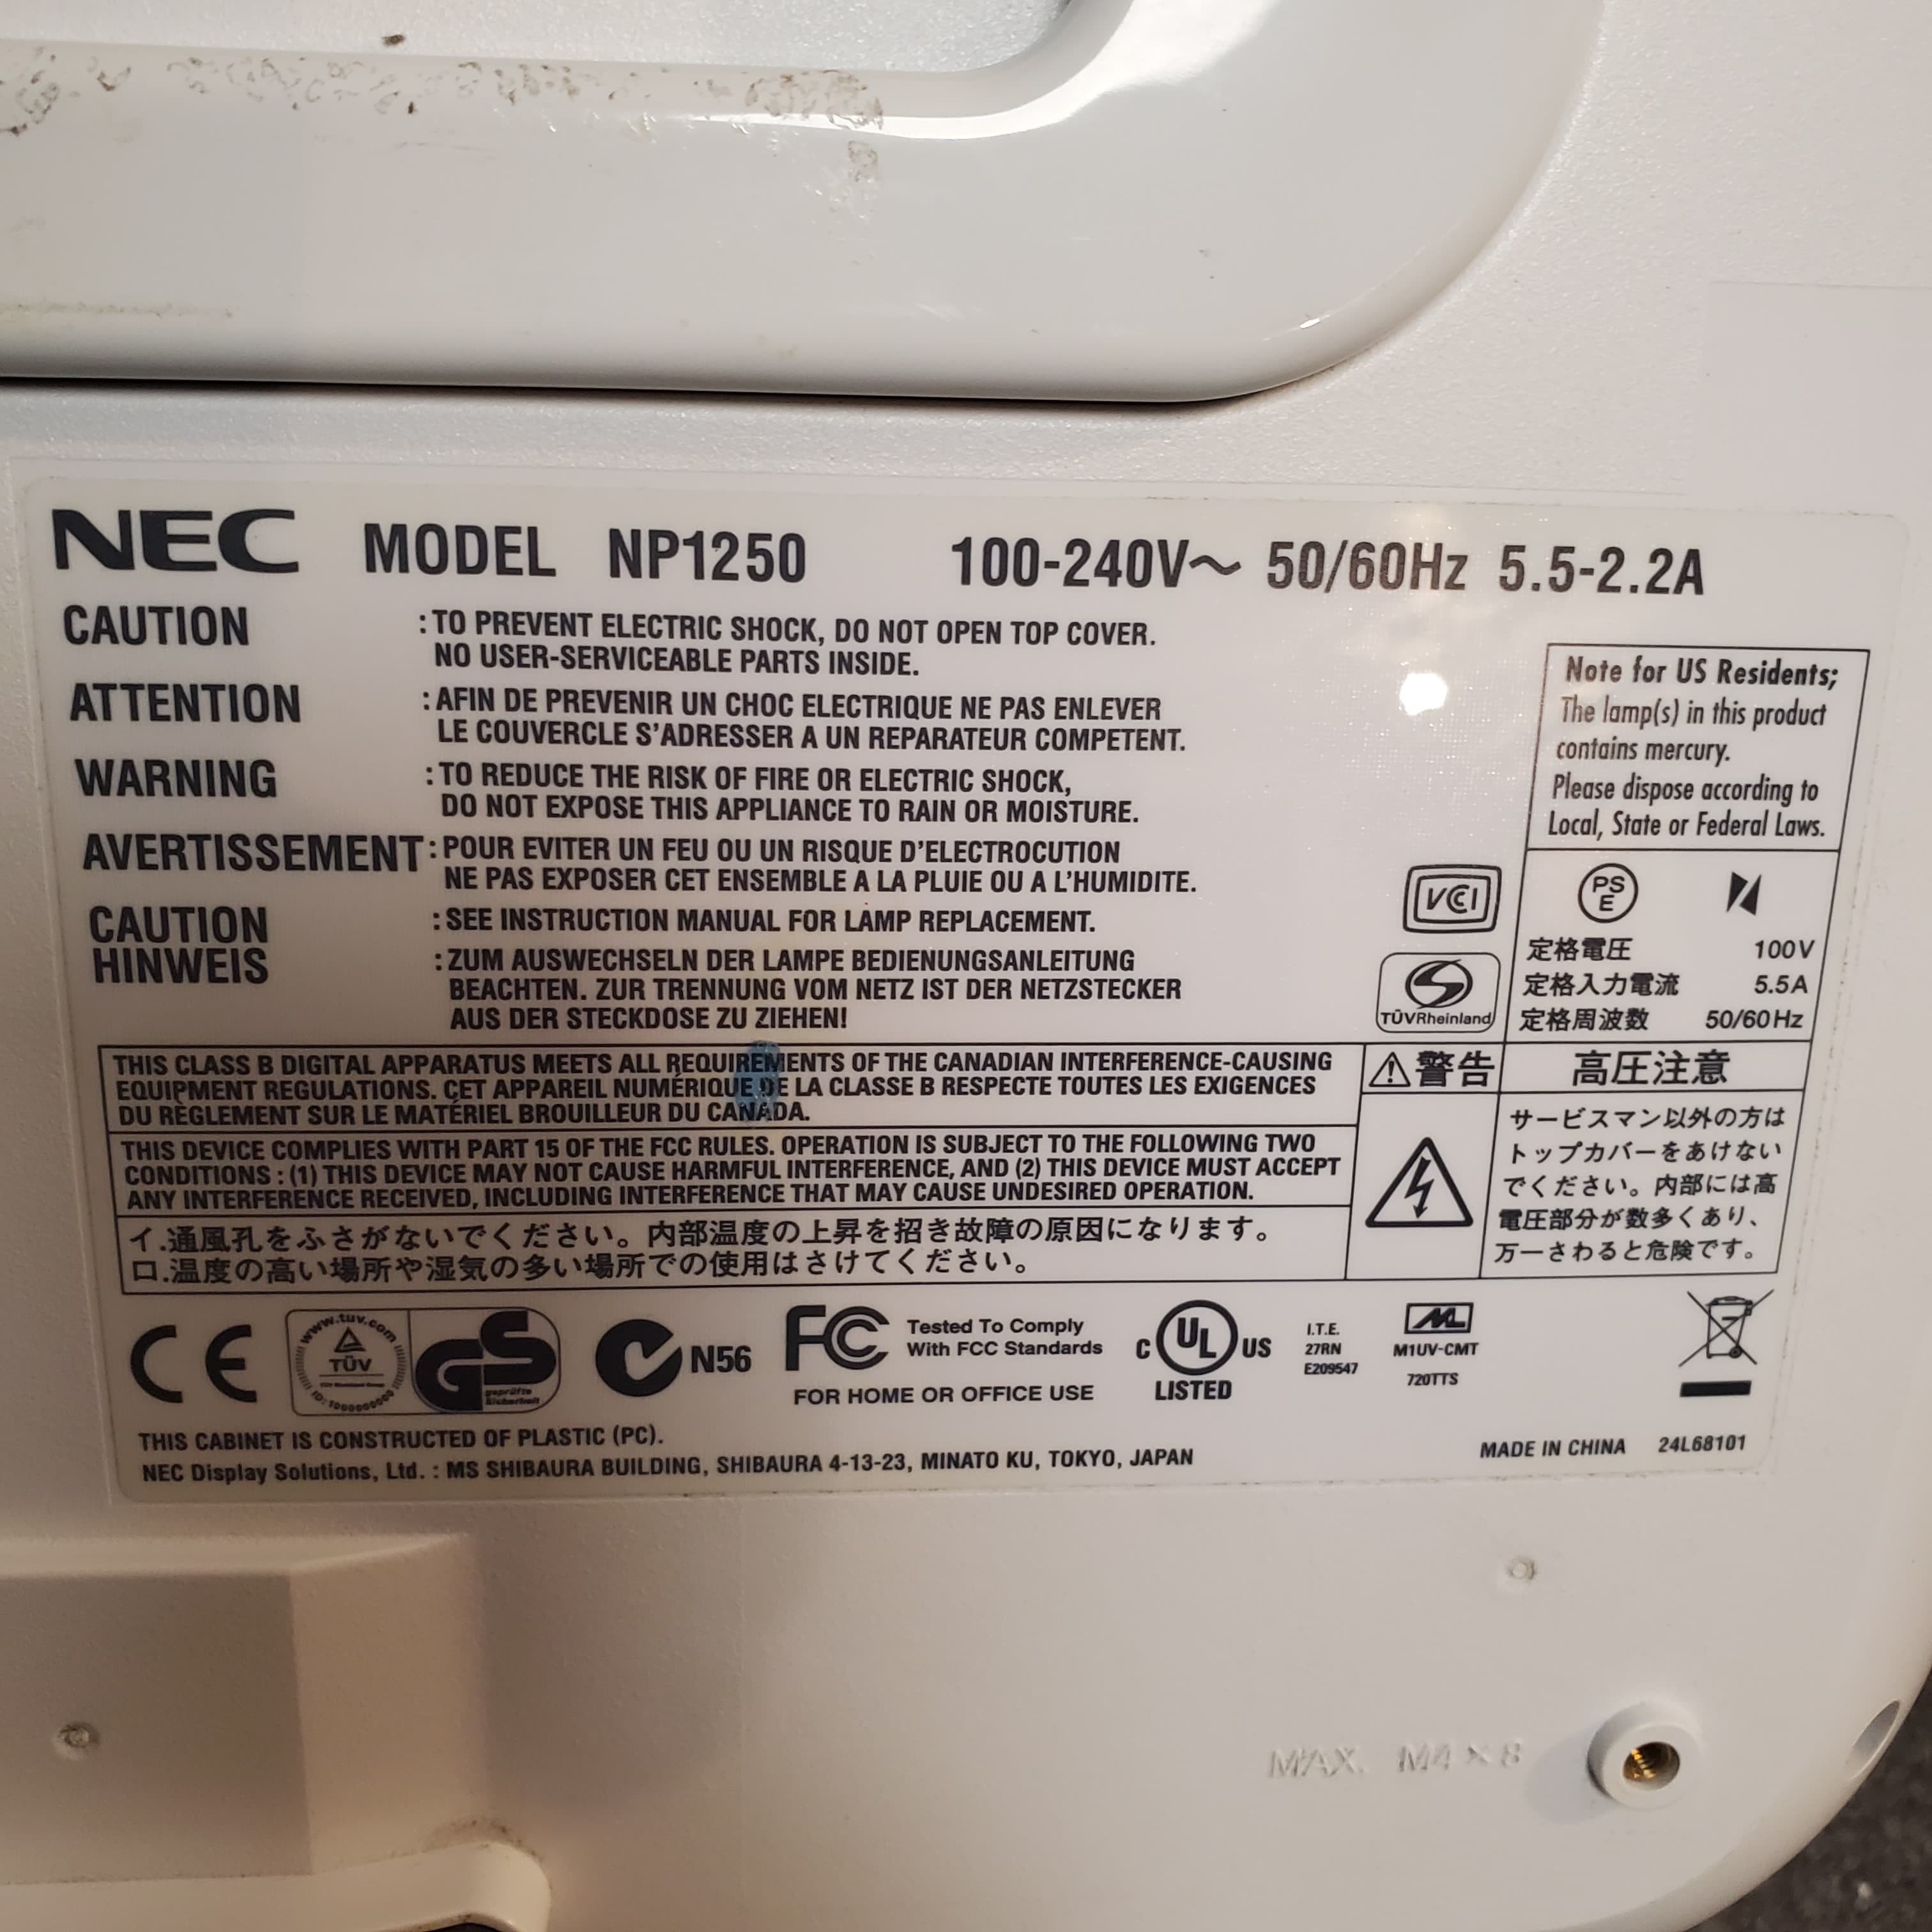 NEC MODEL NP1250 100-240V～ 50/60Hz 5.5-2.2A
CAUTION : TO PREVENT ELECTRIC SHOCK, DO NOT OPEN TOP COVER.
NO USER-SERVICEABLE PARTS INSIDE.
ATTENTION : AFIN DE PREVENIR UN CHOC ELECTRIQUE NE PAS ENLEVER
LE COUVERCLE S'ADRESSER A UN REPARATEUR COMPETENT.
WARNING : TO REDUCE THE RISK OF FIRE OR ELECTRIC SHOCK,
DO NOT EXPOSE THIS APPLIANCE TO RAIN OR MOISTURE.
AVERTISSEMENT : POUR EVITER UN FEU OU UN RISQUE D'ELECTROCUTION
NE PAS EXPOSER CET ENSEMBLE A LA PLUIE OU A L'HUMIDITE.
CAUTION : SEE INSTRUCTION MANUAL FOR LAMP REPLACEMENT.
HINWEIS : ZUM AUSWECHSELN DER LAMPE BEDIENUNGSANLEITUNG
BEACHTEN. ZUR TRENNUNG VOM NETZ IST DER NETZSTECKER
AUS DER STECKDOSE ZU ZIEHEN!
Note for US Residents;
The lamp(s) in this product
contains mercury.
Please dispose according to
Local, State or Federal Laws.
VCI
TÜVRheinland
PS
E
定格電圧 100V
定格入力電流 5.5A
定格周波数 50/60Hz
THIS CLASS B DIGITAL APPARATUS MEETS ALL REQUIREMENTS OF THE CANADIAN INTERFERENCE-CAUSING
EQUIPMENT REGULATIONS. CET APPAREIL NUMÉRIQUE DE LA CLASSE B RESPECTE TOUTES LES EXIGENCES
DU RÈGLEMENT SUR LE MATÉRIEL BROUILLEUR DU CANADA.
THIS DEVICE COMPLIES WITH PART 15 OF THE FCC RULES. OPERATION IS SUBJECT TO THE FOLLOWING TWO
CONDITIONS : (1) THIS DEVICE MAY NOT CAUSE HARMFUL INTERFERENCE, AND (2) THIS DEVICE MUST ACCEPT
ANY INTERFERENCE RECEIVED, INCLUDING INTERFERENCE THAT MAY CAUSE UNDESIRED OPERATION.
イ.通風孔をふさがないでください。内部温度の上昇を招き故障の原因になります。
ロ.温度の高い場所や湿気の多い場所での使用はさけてください。
警告 高圧注意
サービスマン以外の方は
トップカバーをあけない
でください。内部には高
電圧部分が数多くあり、
万一さわると危険です。
CE
www.tuv.com
TÜV
ID:1000000000
GS
geprüfte
Sicherheit
N56
FC Tested To Comply
With FCC Standards
FOR HOME OR OFFICE USE
C UL US
LISTED
I.T.E.
27RN
E209547
ML
M1UV-CMT
720TTS
THIS CABINET IS CONSTRUCTED OF PLASTIC (PC).
NEC Display Solutions, Ltd. : MS SHIBAURA BUILDING, SHIBAURA 4-13-23, MINATO KU, TOKYO, JAPAN
MADE IN CHINA 24L68101
MAX. M4×8